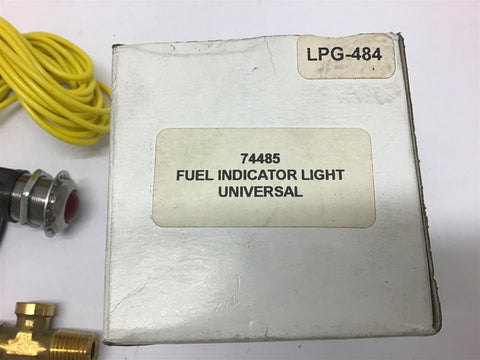 LPG-484
74485
FUEL INDICATOR LIGHT
UNIVERSAL